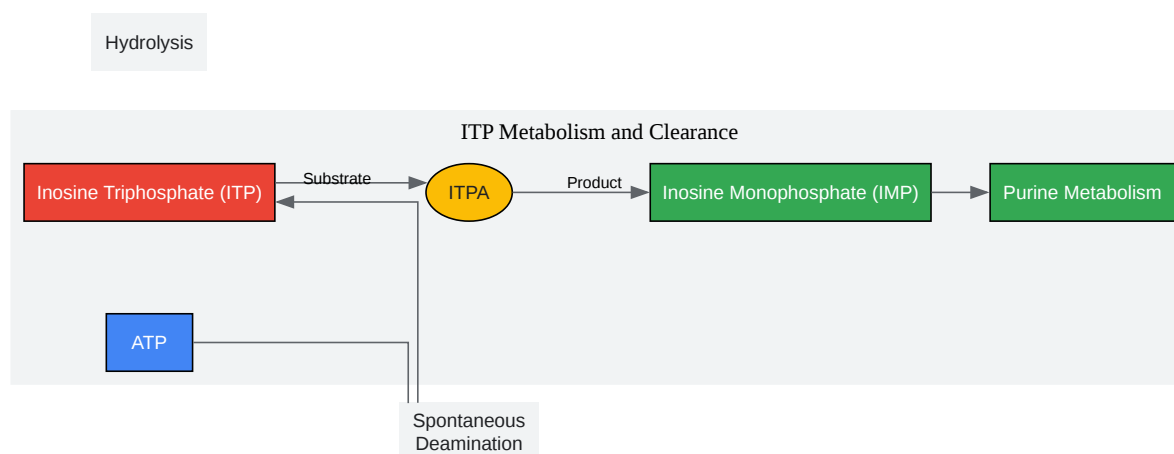 Hydrolysis
ITP Metabolism and Clearance
Inosine Triphosphate (ITP)
Substrate
ITPA
Product
Inosine Monophosphate (IMP)
Purine Metabolism
ATP
Spontaneous
Deamination